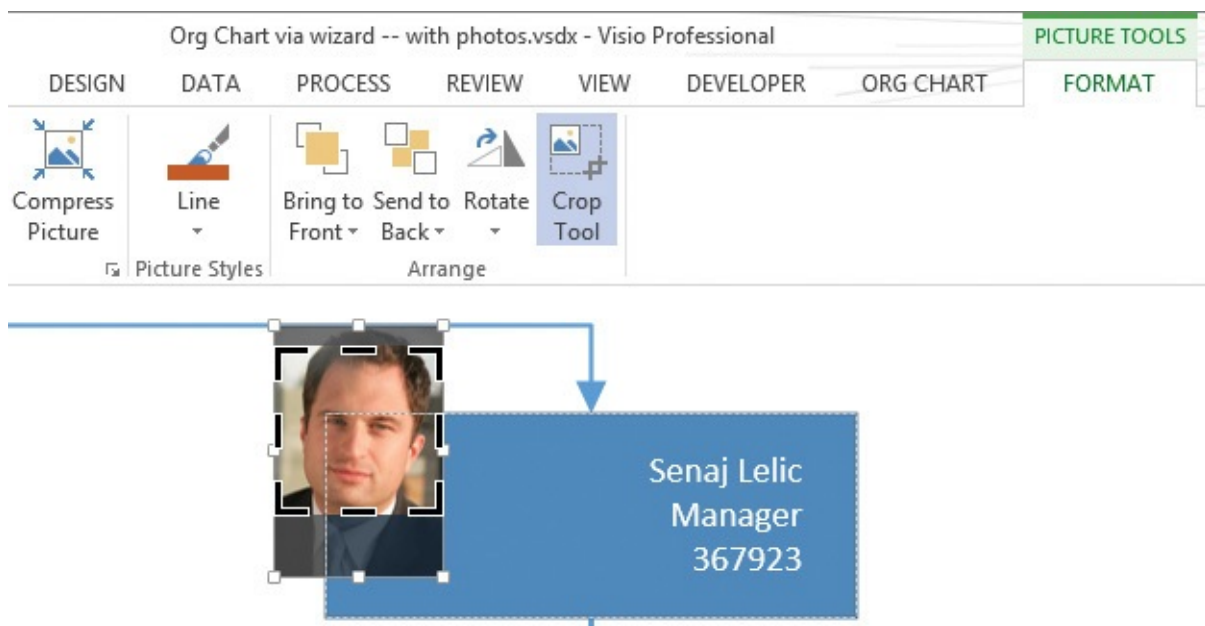 Org Chart via wizard -- with photos.vsdx - Visio Professional
PICTURE TOOLS
DESIGN DATA PROCESS REVIEW VIEW DEVELOPER ORG CHART FORMAT
Compress Picture
Line
Bring to Front
Send to Back
Rotate
Crop Tool
Picture Styles
Arrange
Senaj Lelic
Manager
367923